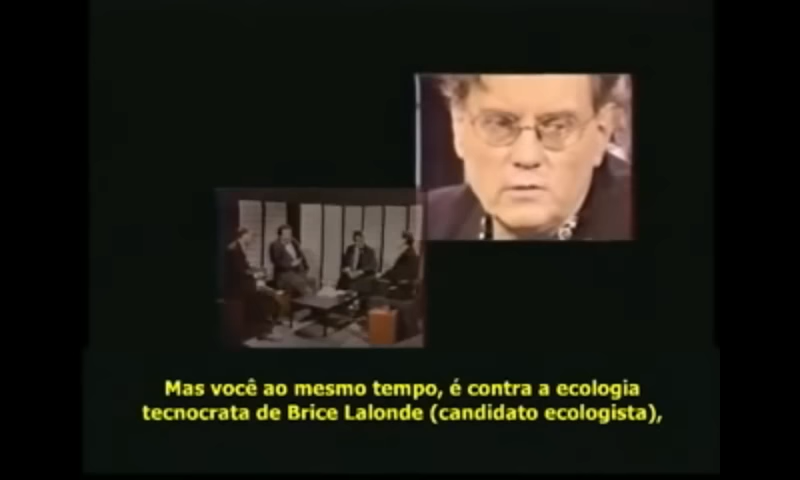 Mas você ao mesmo tempo, é contra a ecologia
tecnocrata de Brice Lalonde (candidato ecologista),